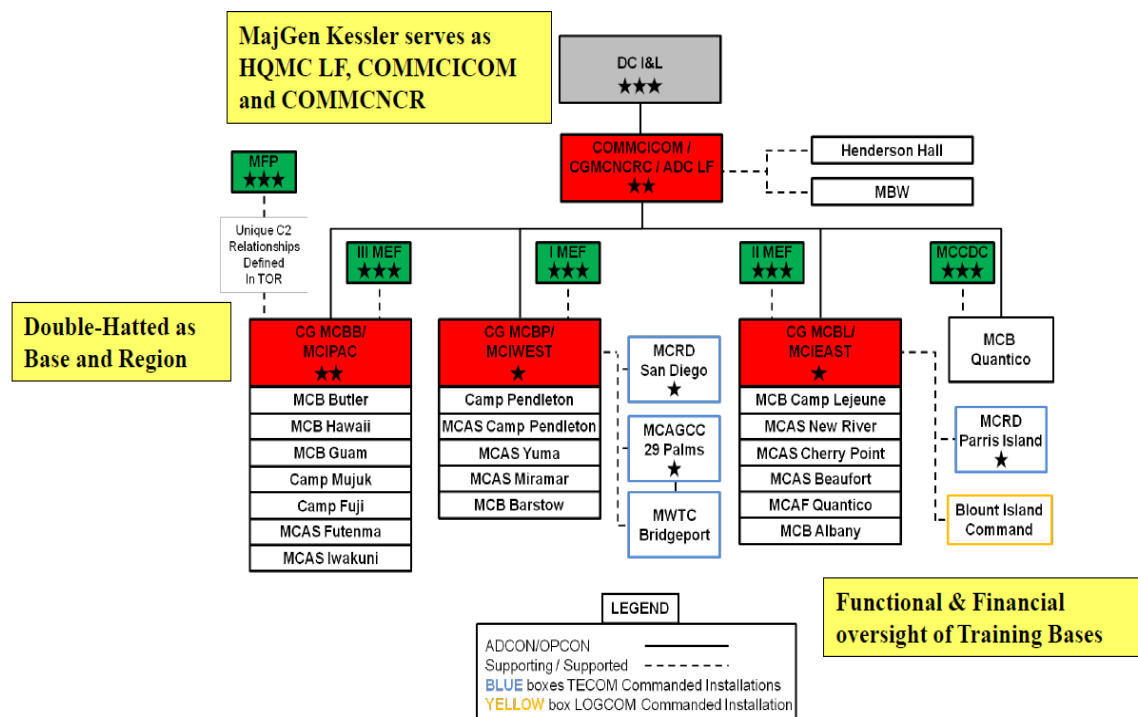 MajGen Kessler serves as
HQMC LF, COMMCICOM
and COMMCNCR
DC I&L
COMMCICOM /
CGMCNCRC / ADC LF
Henderson Hall
MBW
MFP
Unique C2
Relationships
Defined
In TOR
III MEF
I MEF
II MEF
MCCDC
Double-Hatted as
Base and Region
CG MCBB/
MCIPAC
MCB Butler
MCB Hawaii
MCB Guam
Camp Mujuk
Camp Fuji
MCAS Futenma
MCAS Iwakuni
CG MCBP/
MCIWEST
Camp Pendleton
MCAS Camp Pendleton
MCAS Yuma
MCAS Miramar
MCB Barstow
MCRD
San Diego
MCAGCC
29 Palms
MWTC
Bridgeport
CG MCBL/
MCIEAST
MCB Camp Lejeune
MCAS New River
MCAS Cherry Point
MCAS Beaufort
MCAF Quantico
MCB Albany
MCB
Quantico
MCRD
Parris Island
Blount Island
Command
Functional & Financial
oversight of Training Bases
LEGEND
ADCON/OPCON
Supporting / Supported
BLUE boxes TECOM Commanded Installations
YELLOW box LOGCOM Commanded Installation